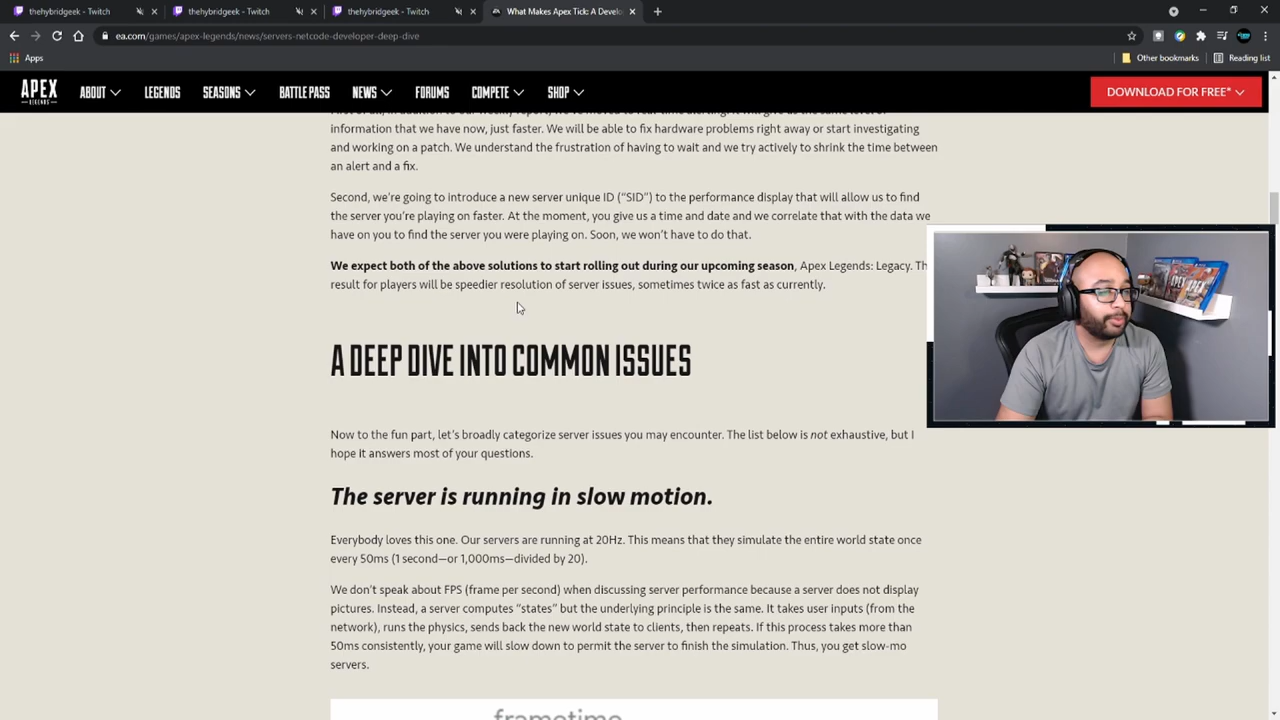 thehybridgeek - Twitch
thehybridgeek - Twitch
thehybridgeek - Twitch
What Makes Apex Tick: A Develo
ea.com/games/apex-legends/news/servers-netcode-developer-deep-dive
Apps
Other bookmarks
Reading list
APEX
LEGENDS
ABOUT
LEGENDS
SEASONS
BATTLE PASS
NEWS
FORUMS
COMPETE
SHOP
DOWNLOAD FOR FREE*
information that we have now, just faster. We will be able to fix hardware problems right away or start investigating
and working on a patch. We understand the frustration of having to wait and we try actively to shrink the time between
an alert and a fix.
Second, we're going to introduce a new server unique ID ("SID") to the performance display that will allow us to find
the server you're playing on faster. At the moment, you give us a time and date and we correlate that with the data we
have on you to find the server you were playing on. Soon, we won't have to do that.
We expect both of the above solutions to start rolling out during our upcoming season, Apex Legends: Legacy. Th
result for players will be speedier resolution of server issues, sometimes twice as fast as currently.
A DEEP DIVE INTO COMMON ISSUES
Now to the fun part, let's broadly categorize server issues you may encounter. The list below is not exhaustive, but I
hope it answers most of your questions.
The server is running in slow motion.
Everybody loves this one. Our servers are running at 20Hz. This means that they simulate the entire world state once
every 50ms (1 second—or 1,000ms—divided by 20).
We don't speak about FPS (frame per second) when discussing server performance because a server does not display
pictures. Instead, a server computes "states" but the underlying principle is the same. It takes user inputs (from the
network), runs the physics, sends back the new world state to clients, then repeats. If this process takes more than
50ms consistently, your game will slow down to permit the server to finish the simulation. Thus, you get slow-mo
servers.
frametime